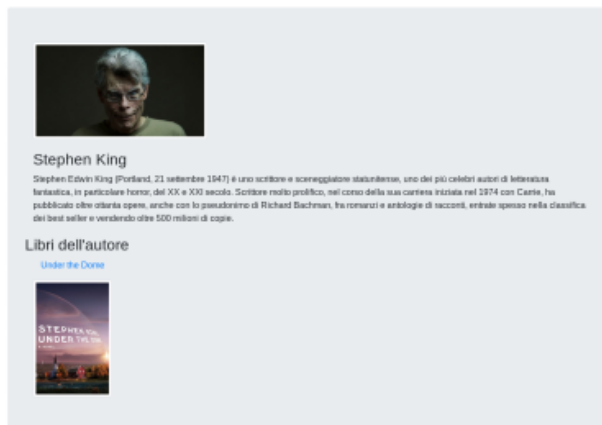 Stephen King
Stephen Edwin King (Portland, 21 settembre 1947) è uno scrittore e sceneggiatore statunitense, uno dei più celebri autori di letteratura
fantastica, in particolare horror, del XX e XXI secolo. Scrittore molto prolifico, nel corso della sua carriera iniziata nel 1974 con Carrie, ha
pubblicato oltre ottanta opere, anche con lo pseudonimo di Richard Bachman, fra romanzi e antologie di racconti, entrate spesso nella classifica
dei best seller e vendendo oltre 500 milioni di copie.
Libri dell'autore
Under the Dome
STEPHEN KING
UNDER THE DOME